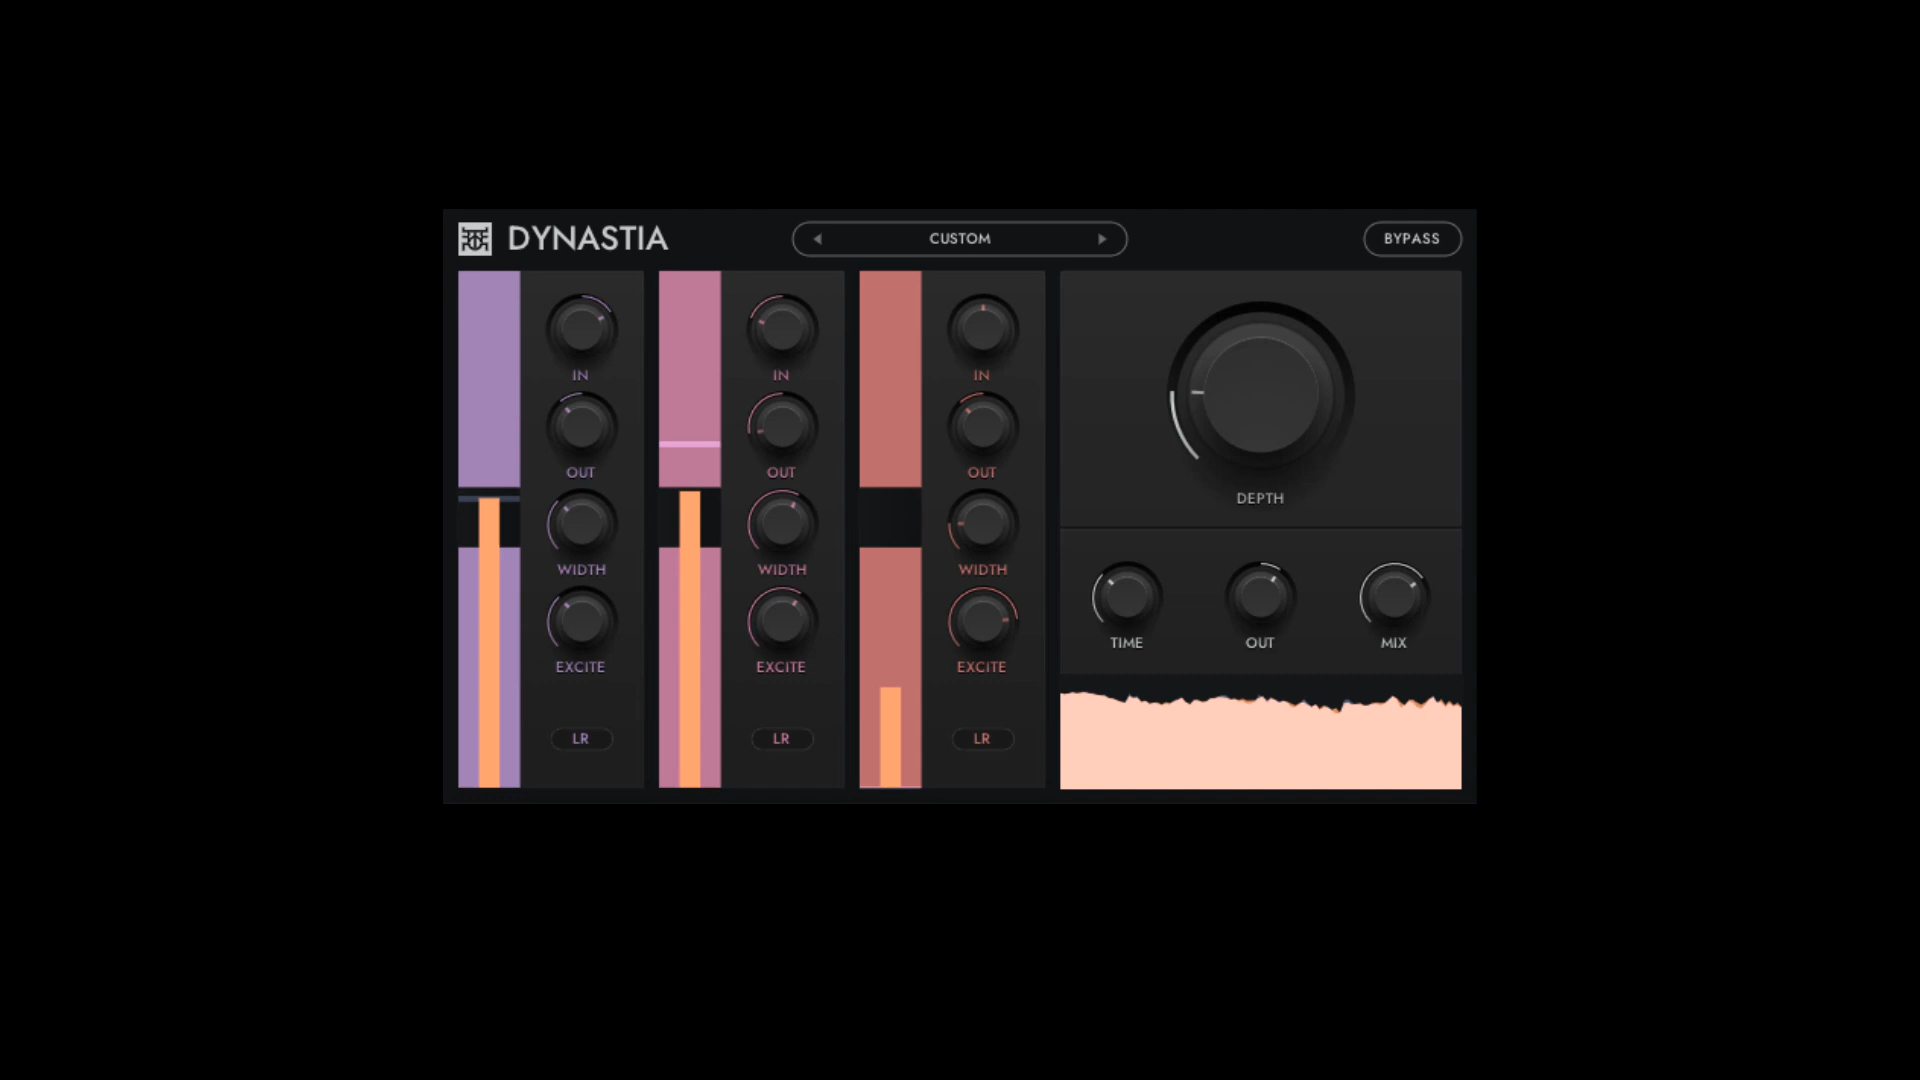 DYNASTIA
CUSTOM
BYPASS
IN
OUT
WIDTH
EXCITE
LR
IN
OUT
WIDTH
EXCITE
LR
IN
OUT
WIDTH
EXCITE
LR
DEPTH
TIME OUT MIX